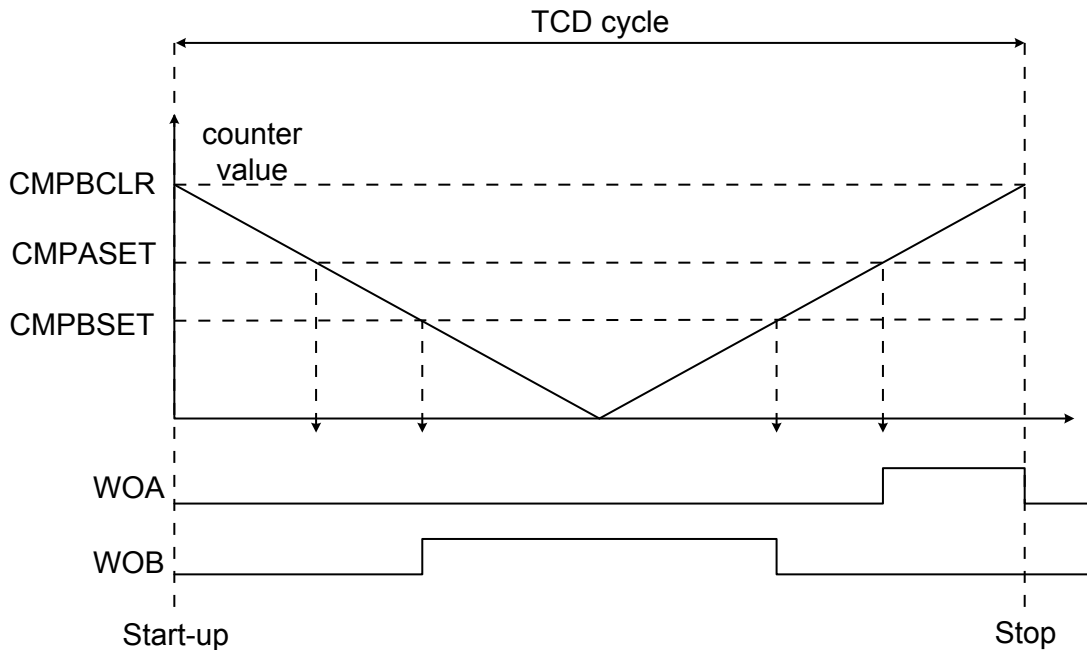 TCD cycle
counter
value
CMPBCLR
CMPASET
CMPBSET
WOA
WOB
Start-up
Stop